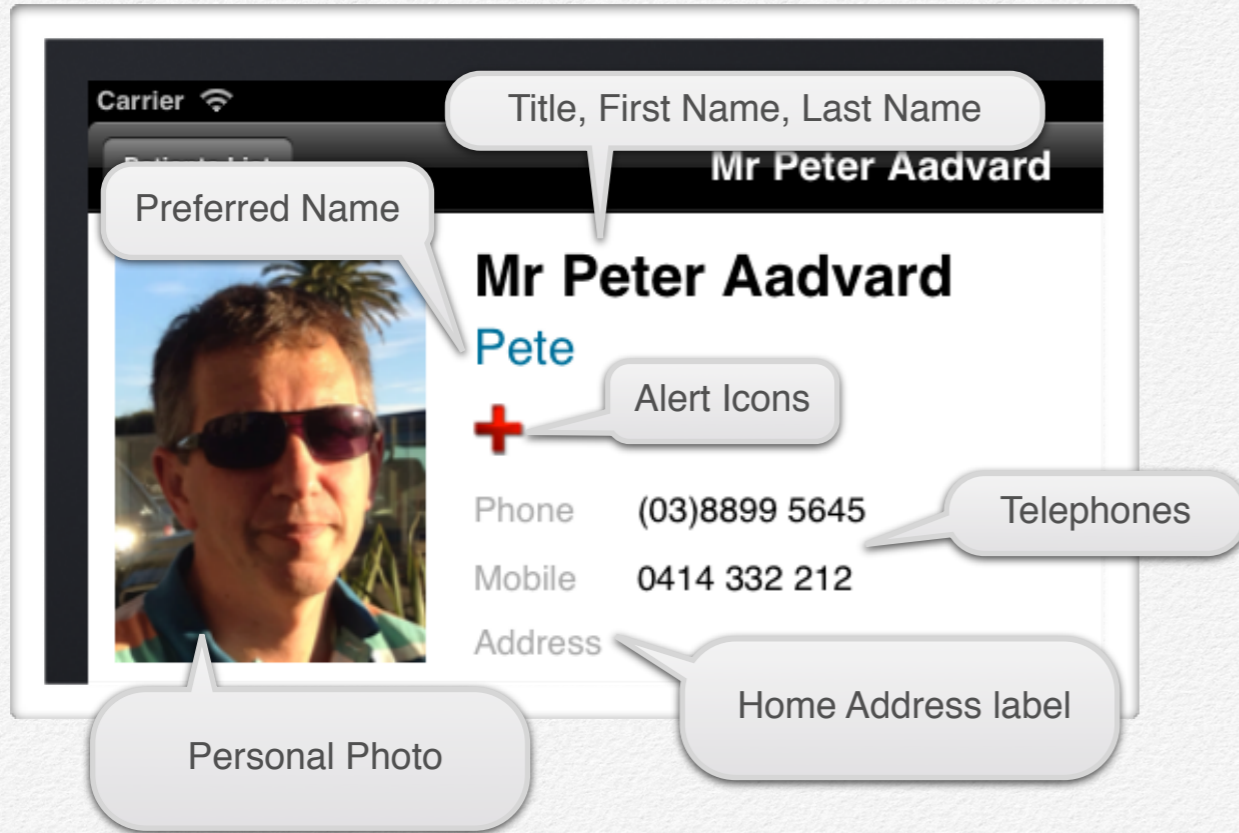 Carrier
Title, First Name, Last Name
Mr Peter Aadvard
Preferred Name
Mr Peter Aadvard
Pete
Alert Icons
Phone (03)8899 5645
Telephones
Mobile 0414 332 212
Address
Home Address label
Personal Photo